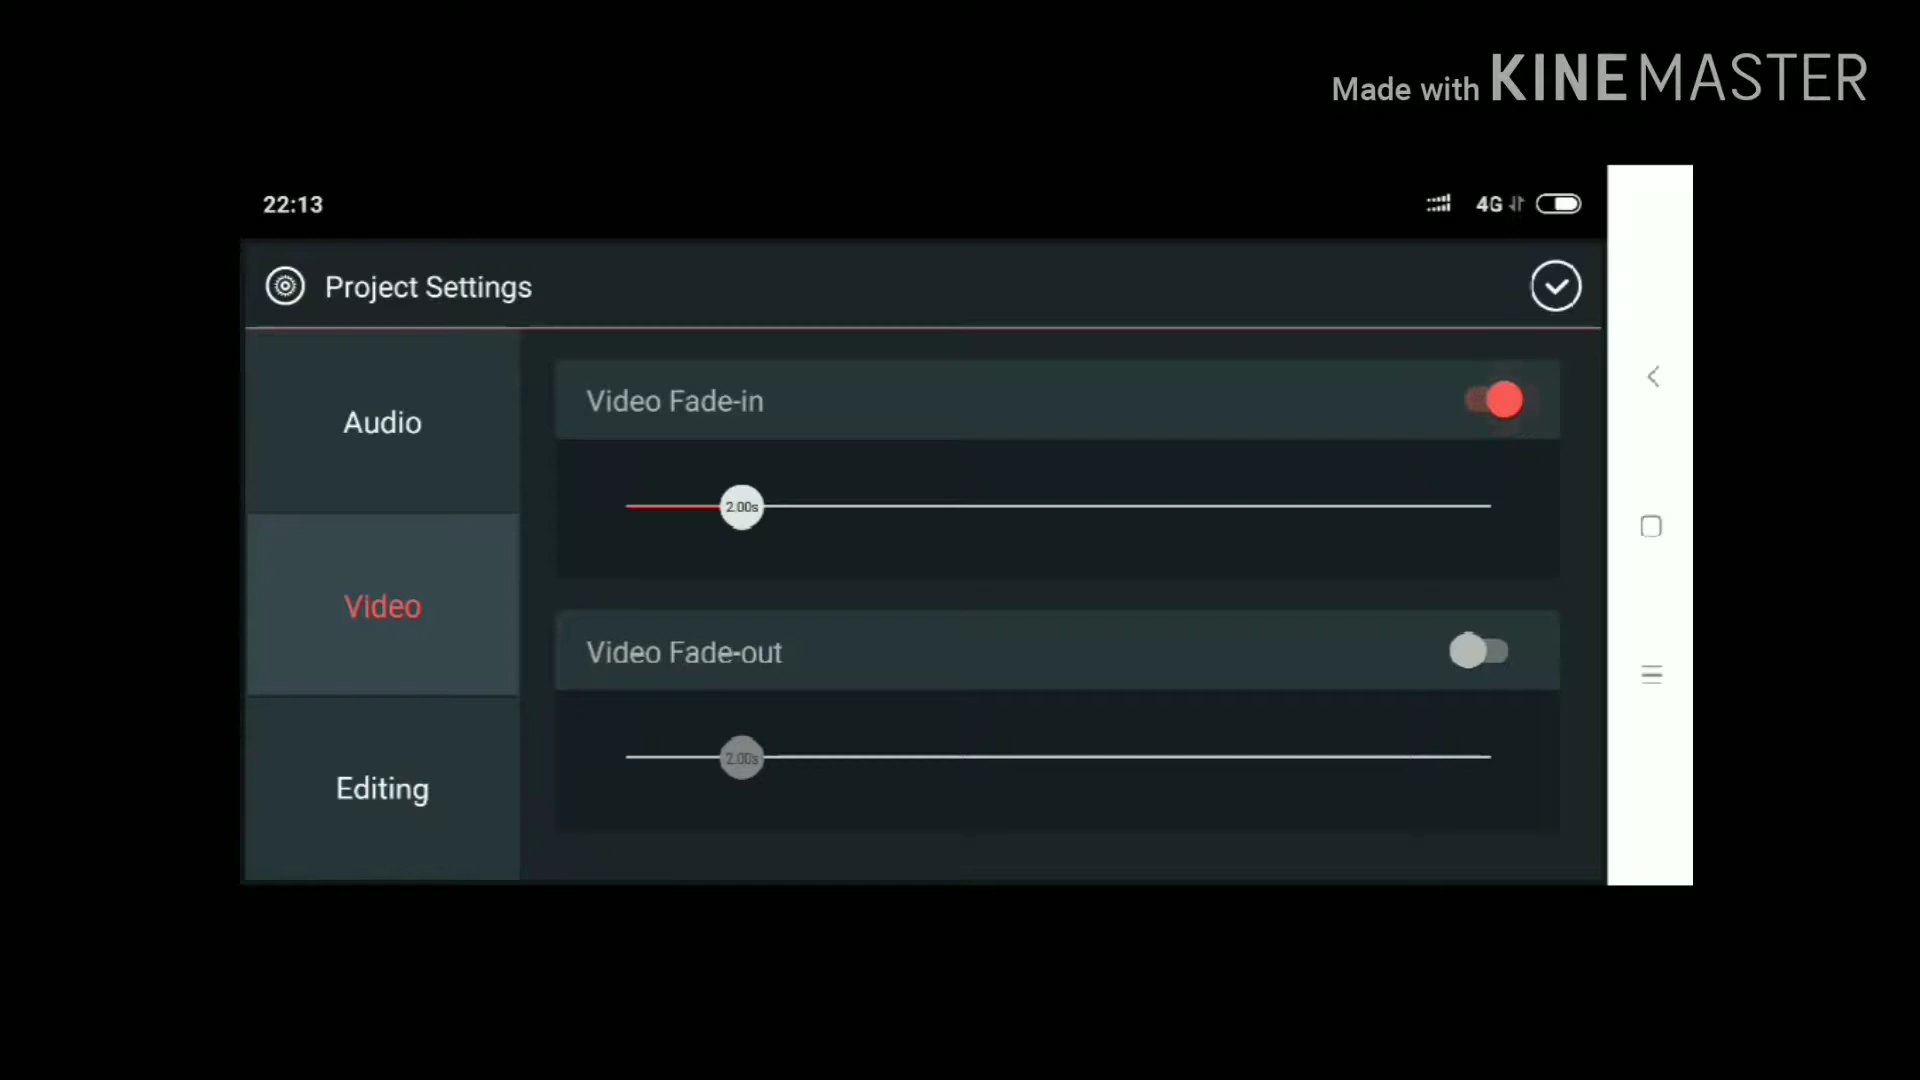 Made with KINEMASTER
22:13
4G
Project Settings
Audio
Video
Editing
Video Fade-in
2.00s
Video Fade-out
2.00s